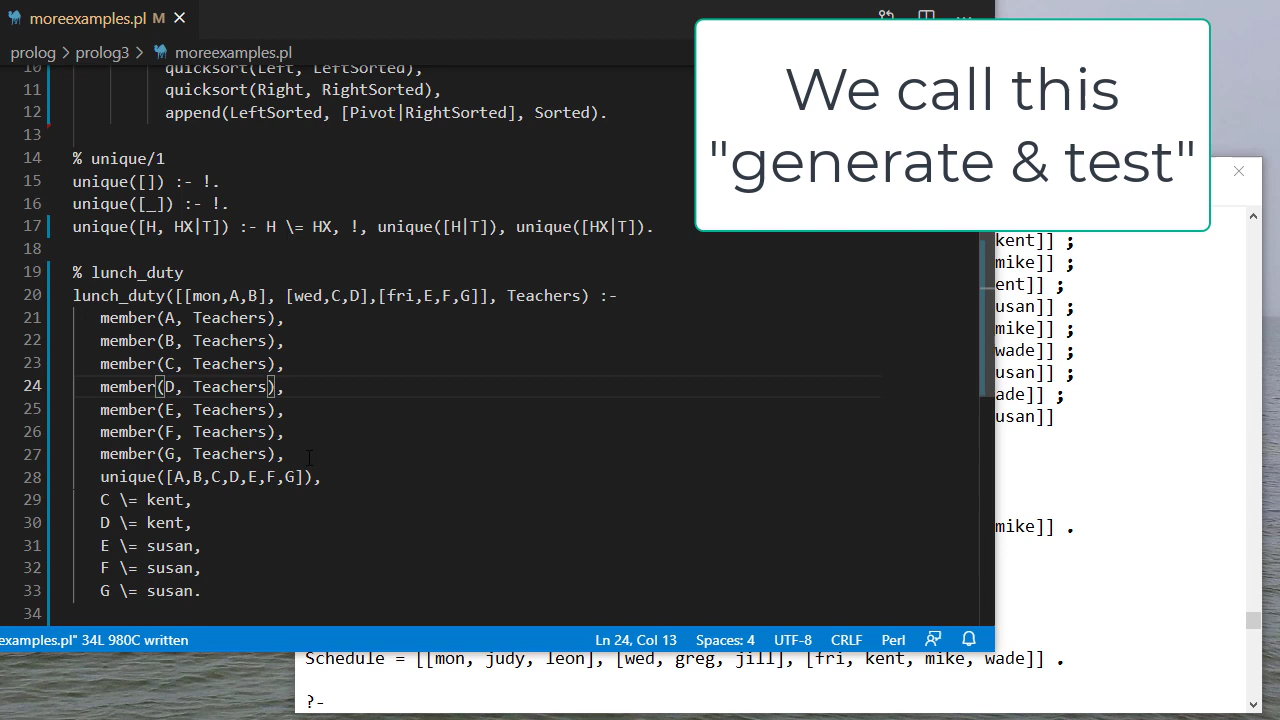 moreexamples.pl M
prolog > prolog3 > moreexamples.pl
We call this
"generate & test"
10 quicksort(Left, LeftSorted),
11 quicksort(Right, RightSorted),
12 append(LeftSorted, [Pivot|RightSorted], Sorted).
13
14 % unique/1
15 unique([]) :- !.
16 unique([_]) :- !.
17 unique([H, HX|T]) :- H \= HX, !, unique([H|T]), unique([HX|T]).
18
19 % lunch_duty
20 lunch_duty([[mon,A,B], [wed,C,D],[fri,E,F,G]], Teachers) :-
21 member(A, Teachers),
22 member(B, Teachers),
23 member(C, Teachers),
24 member(D, Teachers),
25 member(E, Teachers),
26 member(F, Teachers),
27 member(G, Teachers),
28 unique([A,B,C,D,E,F,G]),
29 C \= kent,
30 D \= kent,
31 E \= susan,
32 F \= susan,
33 G \= susan.
34
kent]] ;
mike]] ;
ent]] ;
usan]] ;
mike]] ;
wade]] ;
usan]] ;
ade]] ;
usan]]
mike]] .
examples.pl" 34L 980C written Ln 24, Col 13 Spaces: 4 UTF-8 CRLF Perl
Schedule = [[mon, judy, leon], [wed, greg, jill], [fri, kent, mike, wade]] .
?-